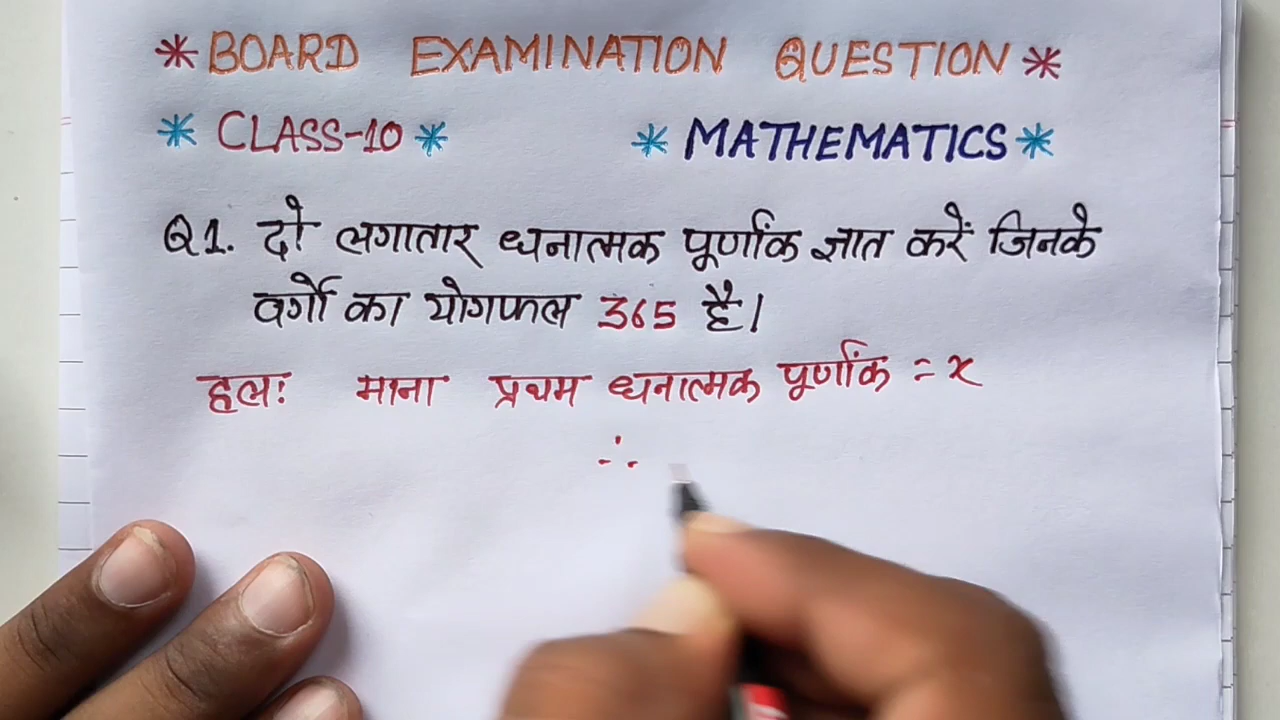 * BOARD EXAMINATION QUESTION *
* CLASS-10 * * MATHEMATICS *
Q1. दो लगातार धनात्मक पूर्णांक ज्ञात करें जिनके
वर्गो का योगफल 365 है।
हलः माना प्रथम धनात्मक पूर्णांक = x
∴